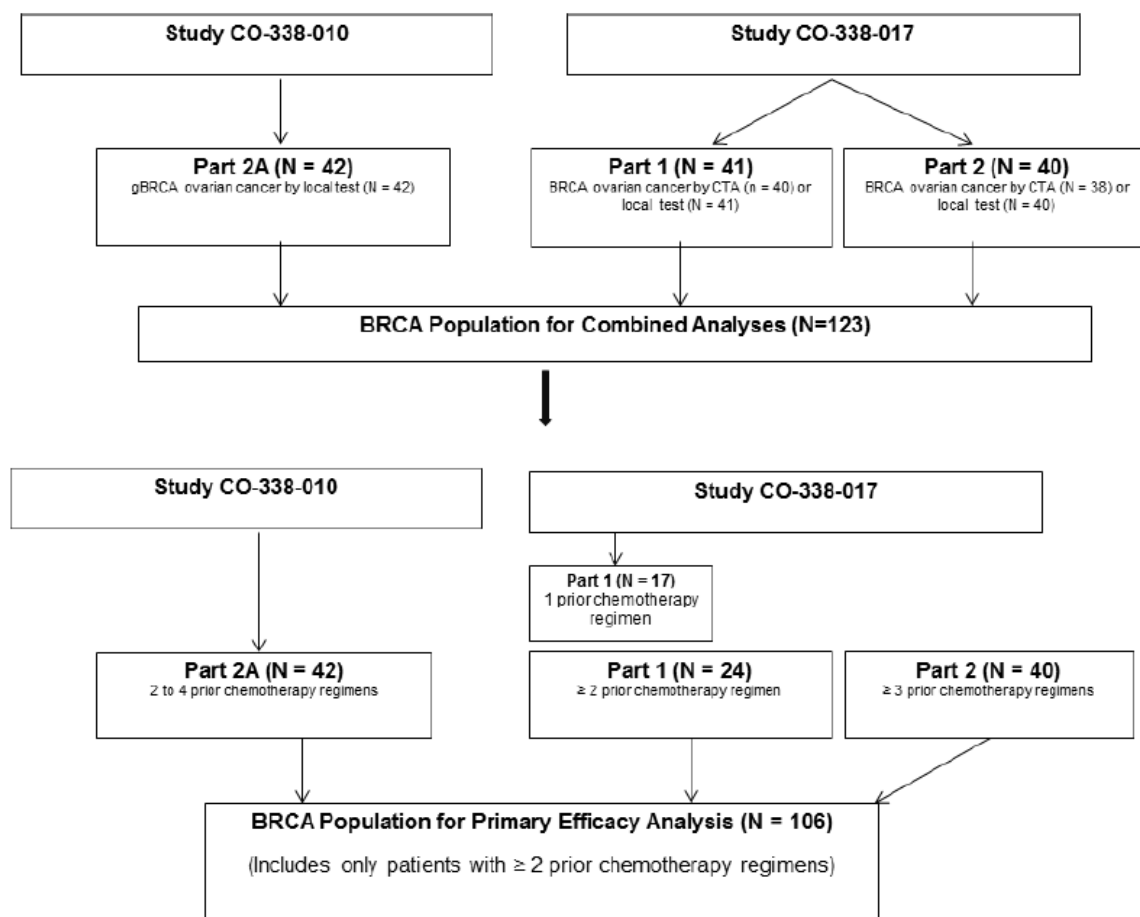 Study CO-338-010
Study CO-338-017
Part 2A (N = 42)
gBRCA ovarian cancer by local test (N = 42)
Part 1 (N = 41)
BRCA ovarian cancer by CTA (n = 40) or
local test (N = 41)
Part 2 (N = 40)
BRCA ovarian cancer by CTA (N = 38) or
local test (N = 40)
BRCA Population for Combined Analyses (N=123)
Study CO-338-010
Study CO-338-017
Part 1 (N = 17)
1 prior chemotherapy
regimen
Part 2A (N = 42)
2 to 4 prior chemotherapy regimens
Part 1 (N = 24)
≥ 2 prior chemotherapy regimen
Part 2 (N = 40)
≥ 3 prior chemotherapy regimens
BRCA Population for Primary Efficacy Analysis (N = 106)
(Includes only patients with ≥ 2 prior chemotherapy regimens)